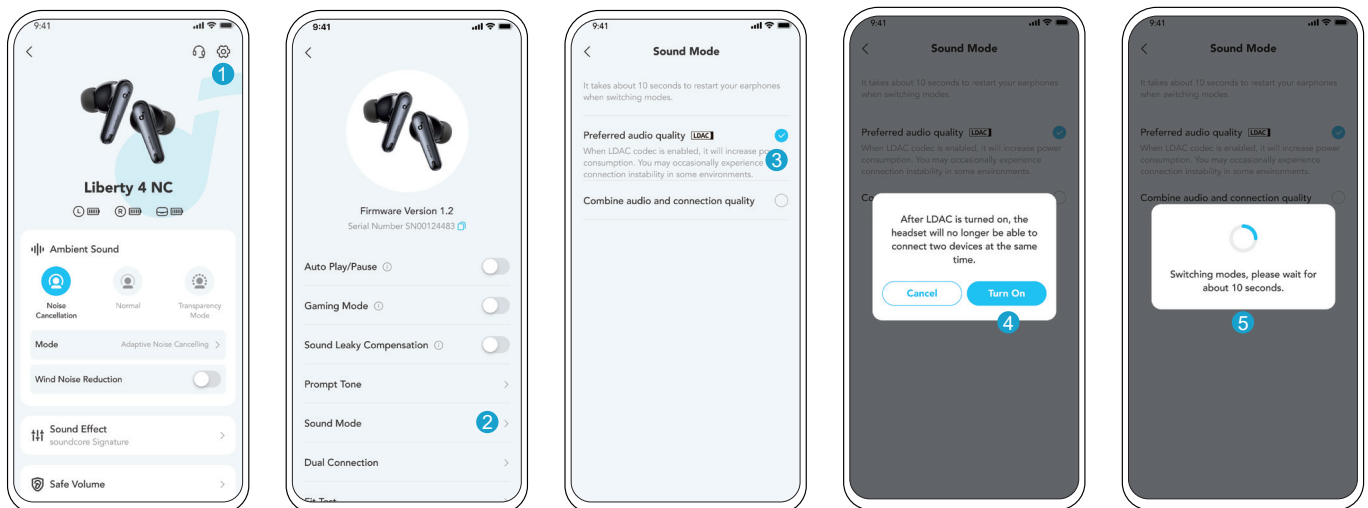 9:41
1
Liberty 4 NC
L
R
Ambient Sound
Noise
Cancellation
Normal
Transparency
Mode
Mode
Adaptive Noise Cancelling
Wind Noise Reduction
Sound Effect
soundcore Signature
Safe Volume
9:41
Firmware Version 1.2
Serial Number SN00124483
Auto Play/Pause
Gaming Mode
Sound Leaky Compensation
Prompt Tone
Sound Mode
2
Dual Connection
Fit Test
9:41
Sound Mode
It takes about 10 seconds to restart your earphones
when switching modes.
Preferred audio quality LDAC
When LDAC codec is enabled, it will increase
consumption. You may occasionally experience
3
connection instability in some environments.
Combine audio and connection quality
9:41
Sound Mode
It takes about 10 seconds to restart your earphones
when switching modes.
Preferred audio quality LDAC
When LDAC codec is enabled, it will increase power
consumption. You may occasionally experience
connection instability in some environments.
After LDAC is turned on, the
headset will no longer be able to
connect two devices at the same
time.
Cancel
Turn On
4
9:41
Sound Mode
It takes about 10 seconds to restart your earphones
when switching modes.
Preferred audio quality LDAC
When LDAC codec is enabled, it will increase power
consumption. You may occasionally experience
connection instability in some environments.
Combine audio and connection quality
Switching modes, please wait for
about 10 seconds.
5